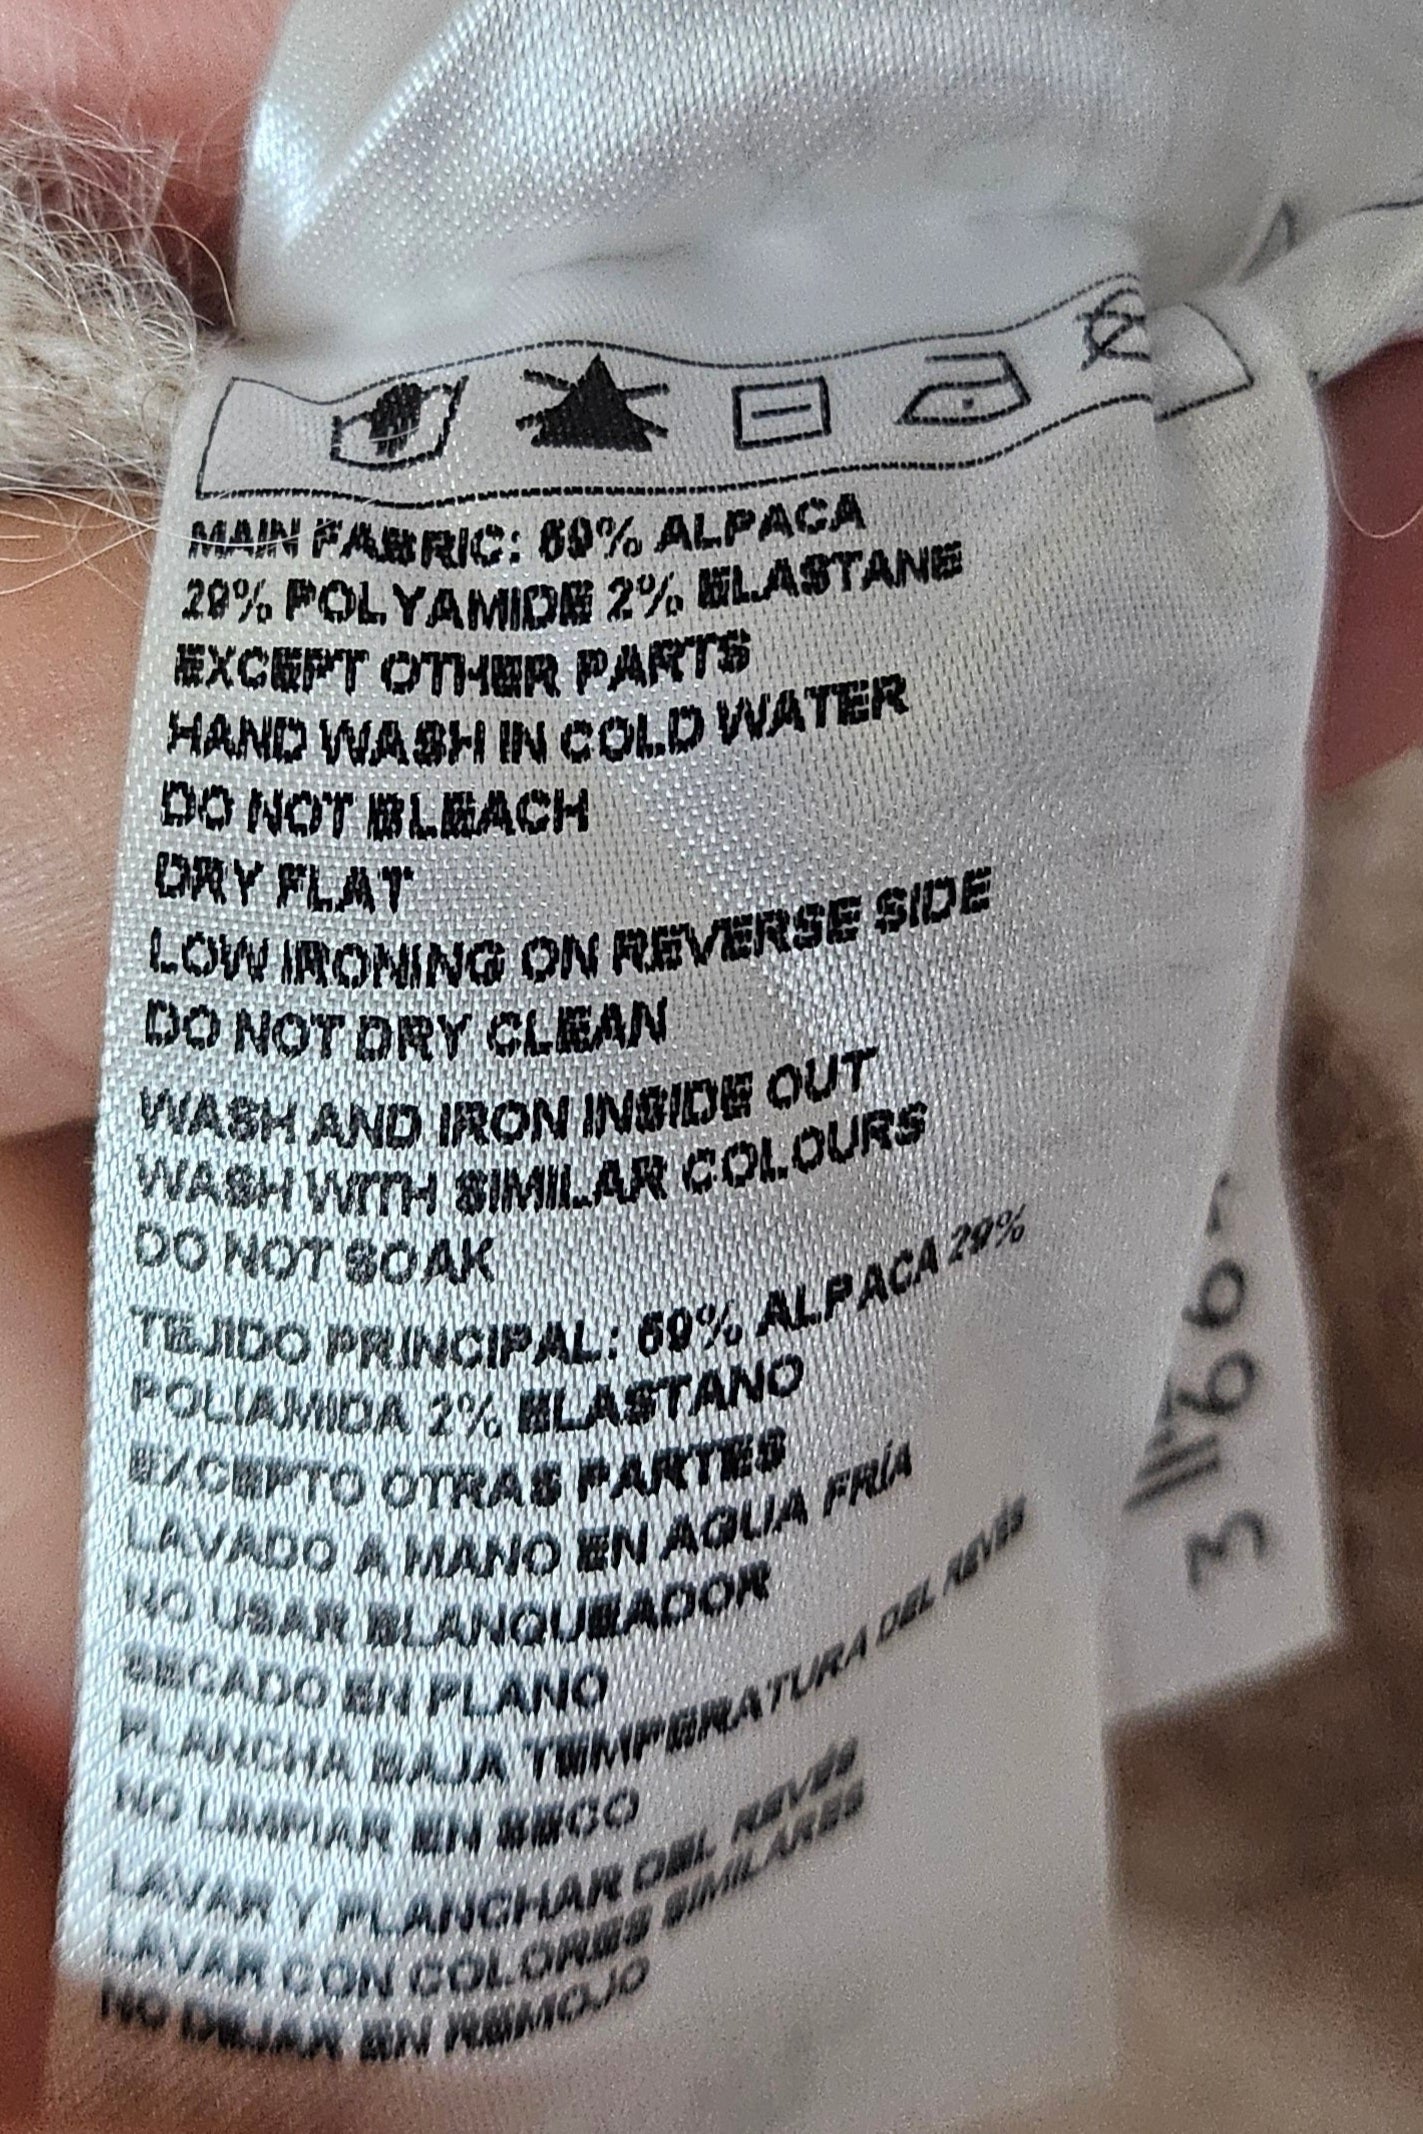 MAIN FABRIC: 69% ALPACA
29% POLYAMIDE 2% ELASTANE
EXCEPT OTHER PARTS
HAND WASH IN COLD WATER
DO NOT BLEACH
DRY FLAT
LOW IRONING ON REVERSE SIDE
DO NOT DRY CLEAN
WASH AND IRON INSIDE OUT
WASH WITH SIMILAR COLOURS
DO NOT SOAK
TEJIDO PRINCIPAL: 69% ALPACA 29%
POLIAMIDA 2% ELASTANO
EXCEPTO OTRAS PARTES
LAVADO A MANO EN AGUA FRÍA
NO USAR BLANQUEADOR
SECADO EN PLANO
PLANCHA BAJA TEMPERATURA DEL REVÉS
NO LIMPIAR EN SECO
LAVAR Y PLANCHAR DEL REVÉS
LAVAR CON COLORES SIMILARES
NO DEJAR EN REMOJO